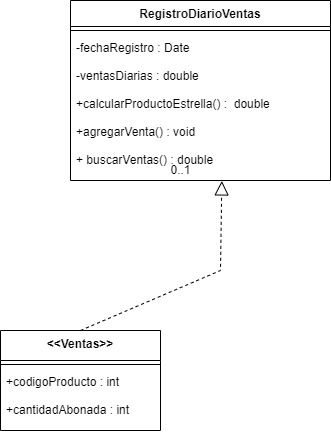 RegistroDiarioVentas
-fechaRegistro : Date
-ventasDiarias : double
+calcularProductoEstrella() :  double
+agregarVenta() : void
+ buscarVentas() : double
0..1
<<Ventas>>
+codigoProducto : int
+cantidadAbonada : int